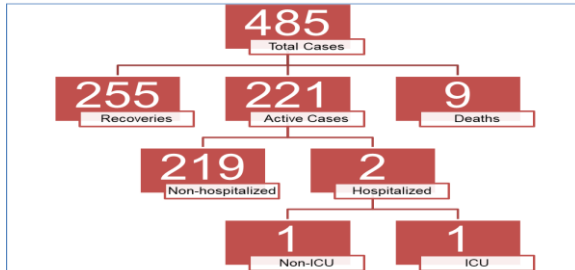 485
Total Cases
255
Recoveries
221
Active Cases
9
Deaths
219
Non-hospitalized
2
Hospitalized
1
Non-ICU
1
ICU